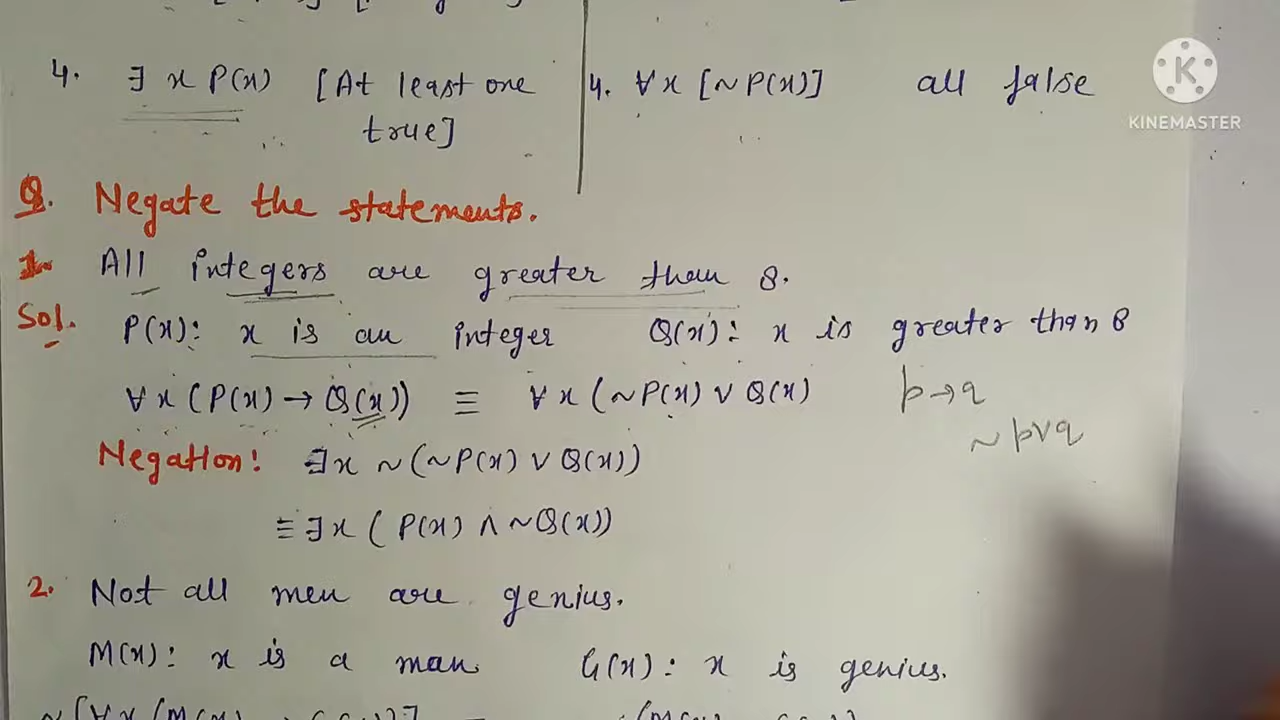 4. ∃ x P(x) [At least one true]
4. ∀x [~P(x)] all false
KINEMASTER
Q. Negate the statements.
1. All integers are greater than 8.
Sol. P(x): x is an integer Q(x): x is greater than 8
∀x (P(x) → Q(x)) ≡ ∀x (~P(x) ∨ Q(x))
p→q
~p∨q
Negation: ∃x ~(~P(x) ∨ Q(x))
≡ ∃x (P(x) ∧ ~Q(x))
2. Not all men are genius.
M(x): x is a man. G(x): x is genius.